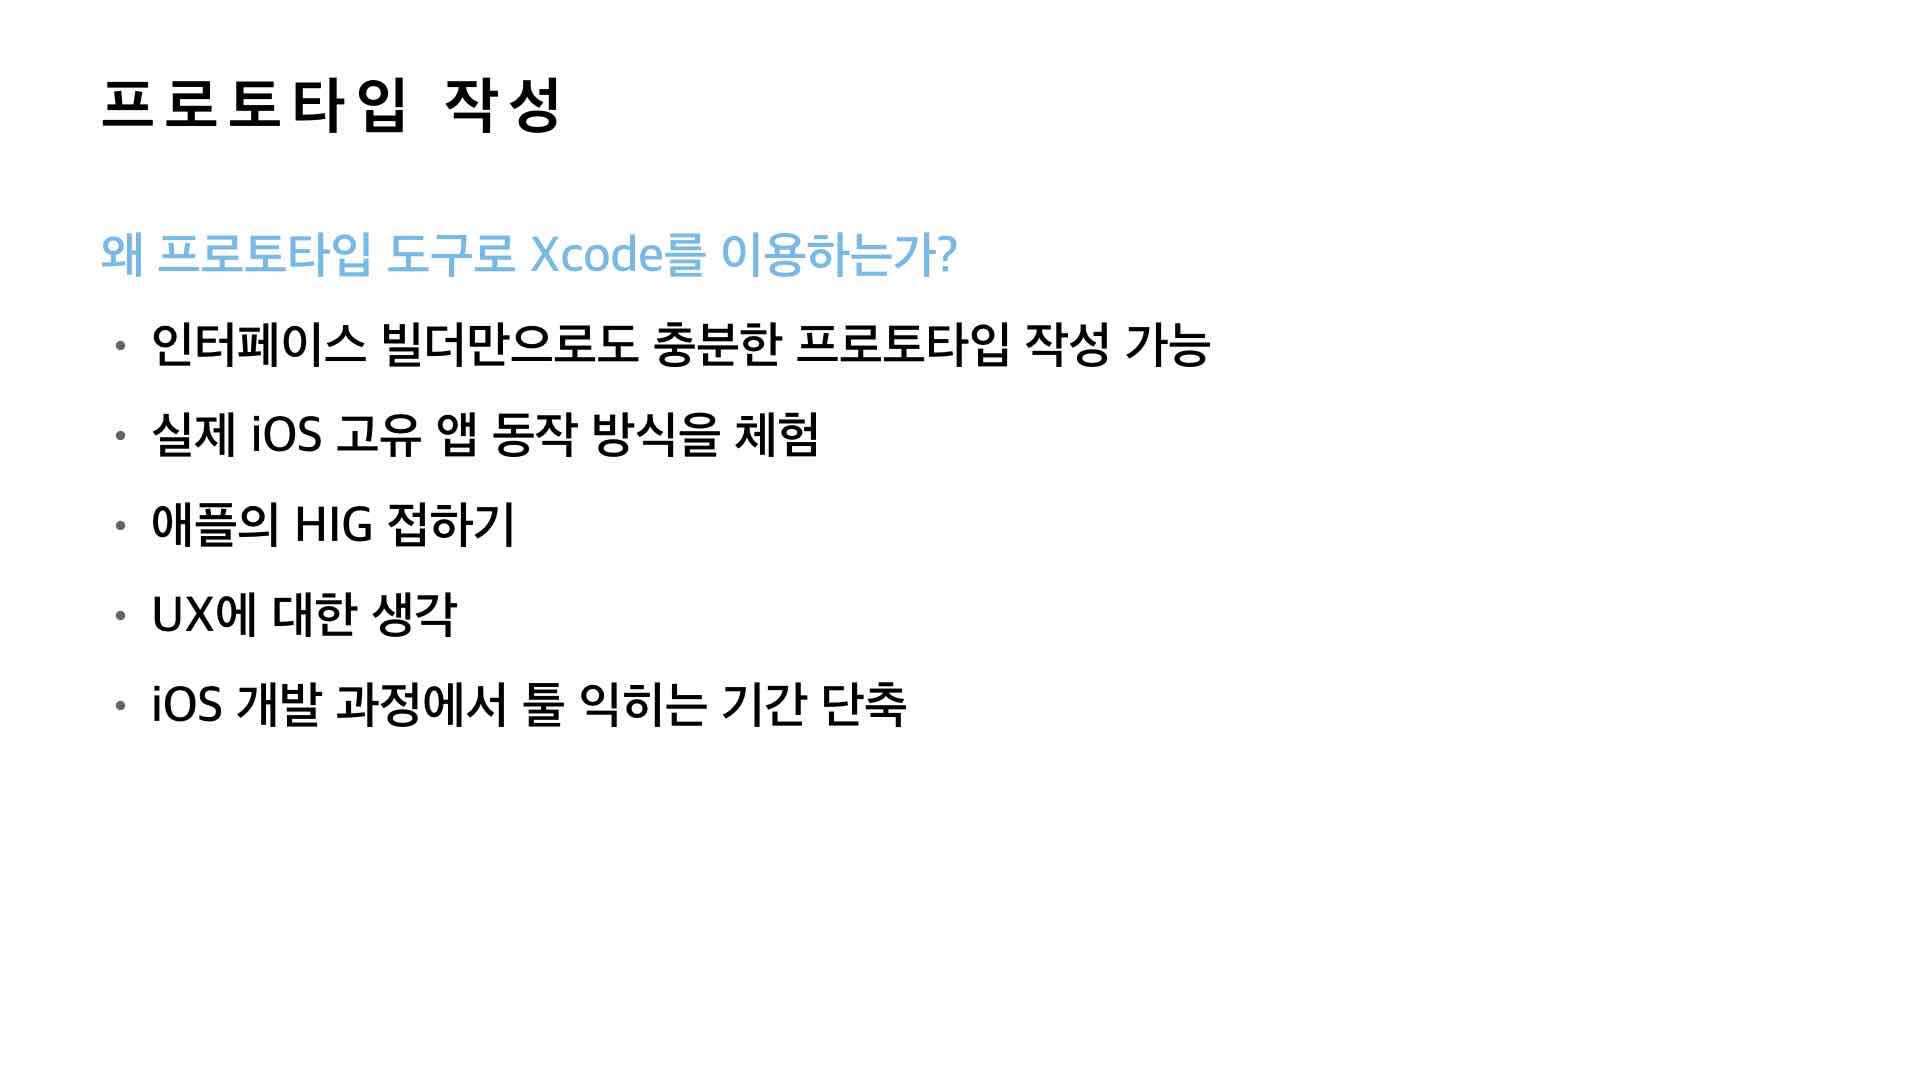 프로토타입 작성
왜 프로토타입 도구로 Xcode를 이용하는가?
• 인터페이스 빌더만으로도 충분한 프로토타입 작성 가능
• 실제 iOS 고유 앱 동작 방식을 체험
• 애플의 HIG 접하기
• UX에 대한 생각
• iOS 개발 과정에서 툴 익히는 기간 단축